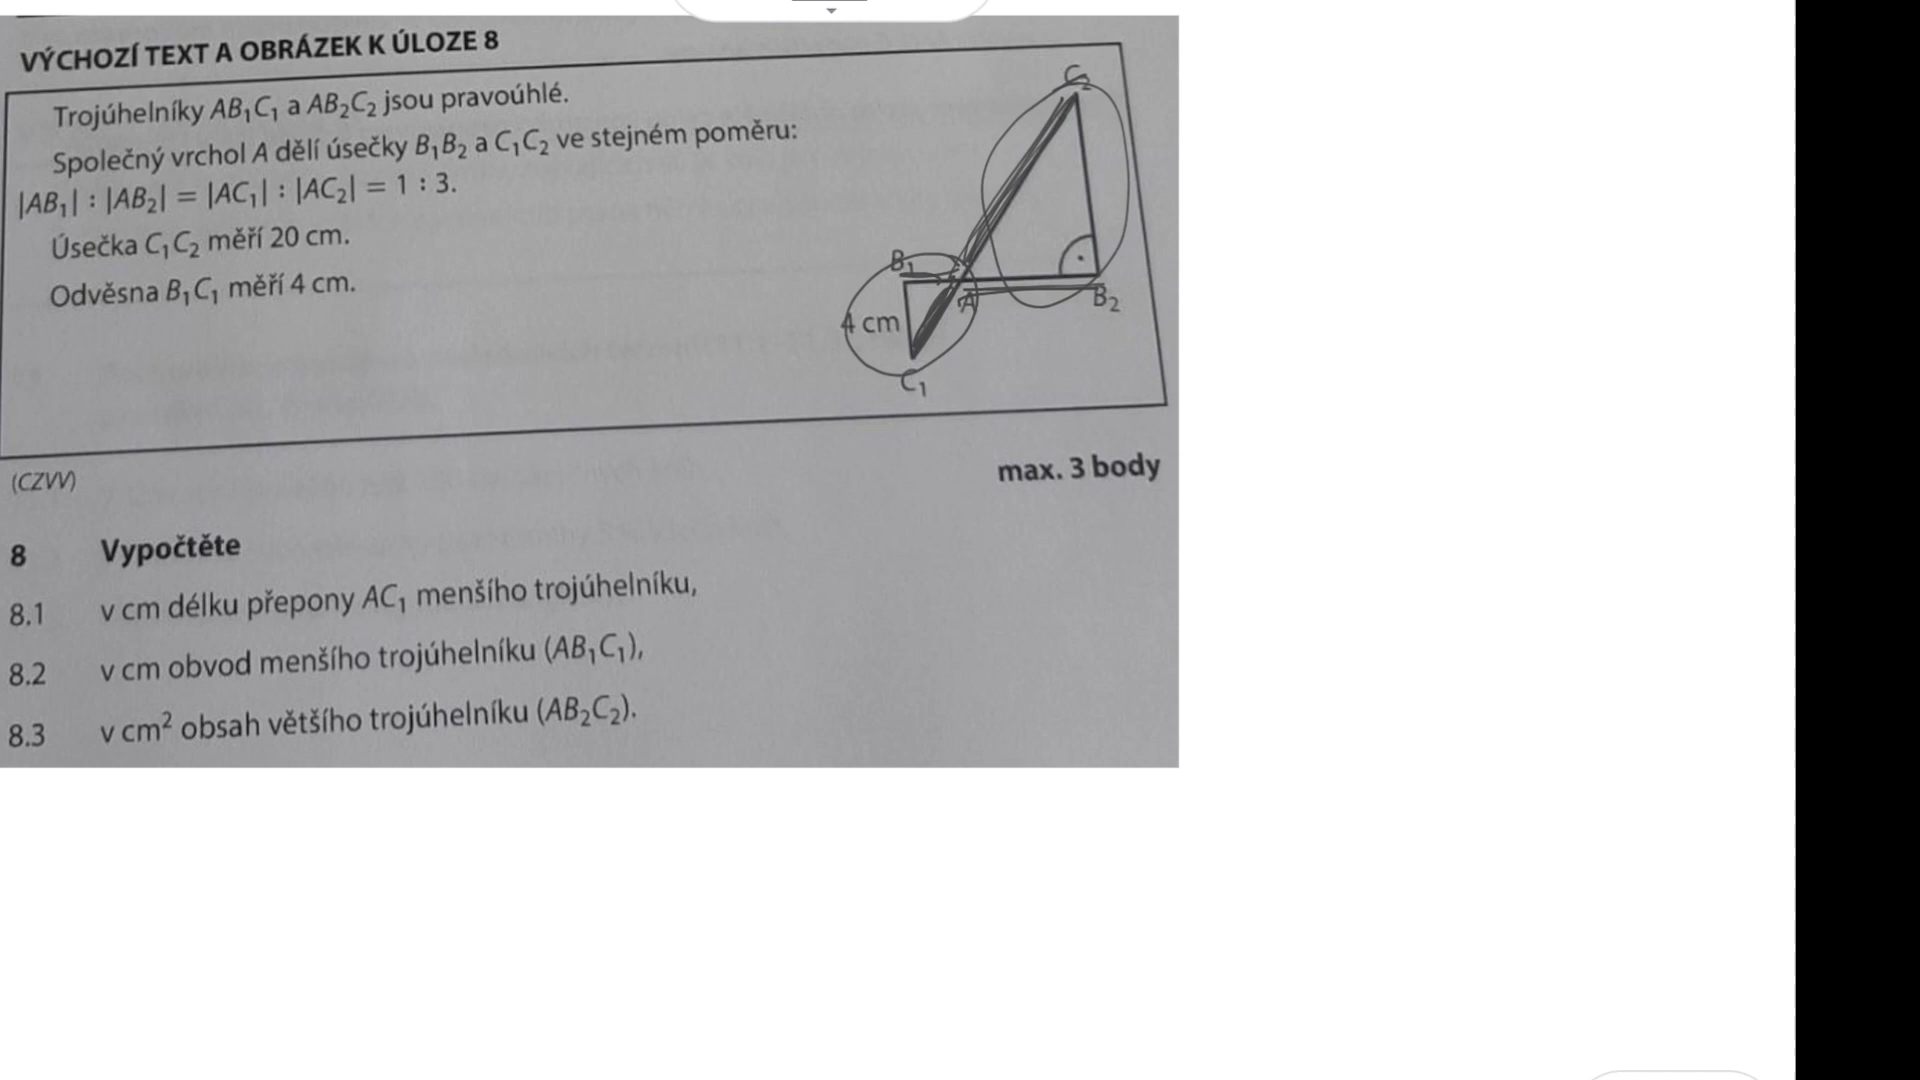 VÝCHOZÍ TEXT A OBRÁZEK K ÚLOZE 8
Trojúhelníky AB₁C₁ a AB₂C₂ jsou pravoúhlé.
Společný vrchol A dělí úsečky B₁B₂ a C₁C₂ ve stejném poměru:
|AB₁| : |AB₂| = |AC₁| : |AC₂| = 1 : 3.
Úsečka C₁C₂ měří 20 cm.
Odvěsna B₁C₁ měří 4 cm.
C₂
B₁
A
B₂
4 cm
C₁
(CZVV)
max. 3 body
8 Vypočtěte
8.1 v cm délku přepony AC₁ menšího trojúhelníku,
8.2 v cm obvod menšího trojúhelníku (AB₁C₁),
8.3 v cm² obsah většího trojúhelníku (AB₂C₂).